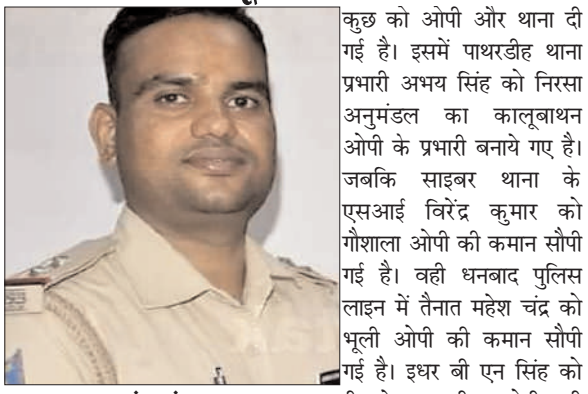 कुछ को ओपी और थाना दी
गई है। इसमें पाथरडीह थाना
प्रभारी अभय सिंह को निरसा
अनुमंडल का कालूबाथन
ओपी के प्रभारी बनाये गए है।
जबकि साइबर थाना के
एसआई विरेंद्र कुमार को
गौशाला ओपी की कमान सौपी
गई है। वही धनबाद पुलिस
लाइन में तैनात महेश चंद्र को
भूली ओपी की कमान सौपी
गई है। इधर बी एन सिंह को